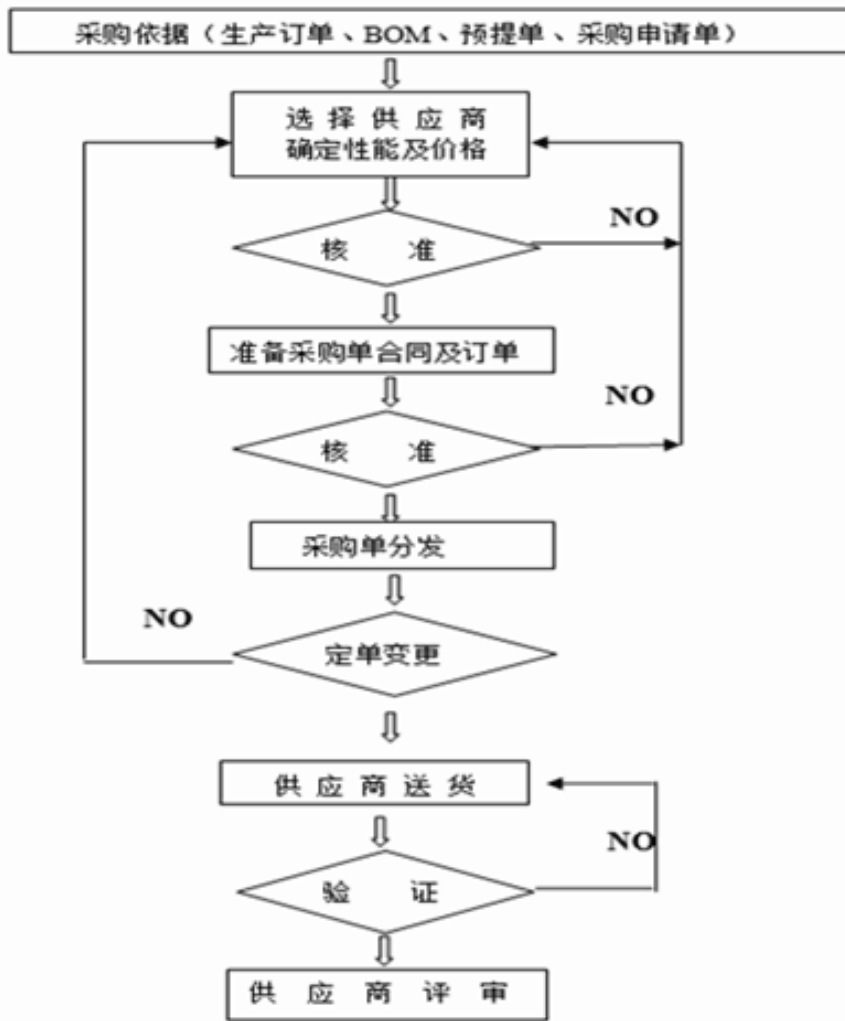 采购依据（生产订单、BOM、预提单、采购申请单）
选择供应商
确定性能及价格
NO
核 准
准备采购单合同及订单
NO
核 准
采购单分发
NO
定单变更
供应商送货
NO
验 证
供应商评审